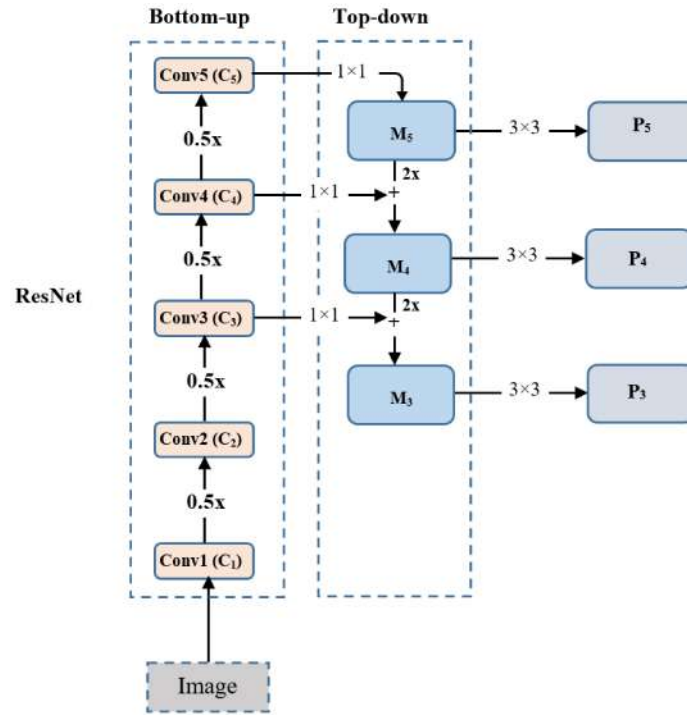 Bottom-up Top-down
Conv5 (C₅) 1×1
M₅ 3×3 P₅
0.5x
2x
Conv4 (C₄) 1×1 +
0.5x
M₄ 3×3 P₄
ResNet
2x
Conv3 (C₃) 1×1 +
0.5x
M₃ 3×3 P₃
Conv2 (C₂)
0.5x
Conv1 (C₁)
Image